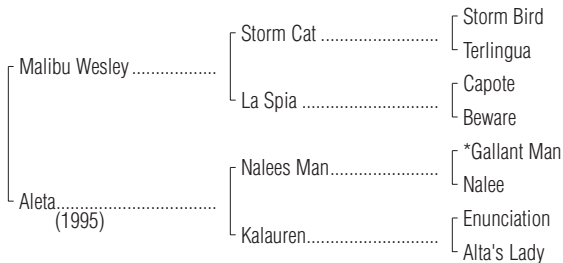 Storm Bird
Storm Cat ..........................
Terlingua
Malibu Wesley ...................
Capote
La Spia ..............................
Beware
*Gallant Man
Nalees Man........................
Nalee
Aleta....................................
(1995)
Enunciation
Kalauren.............................
Alta's Lady